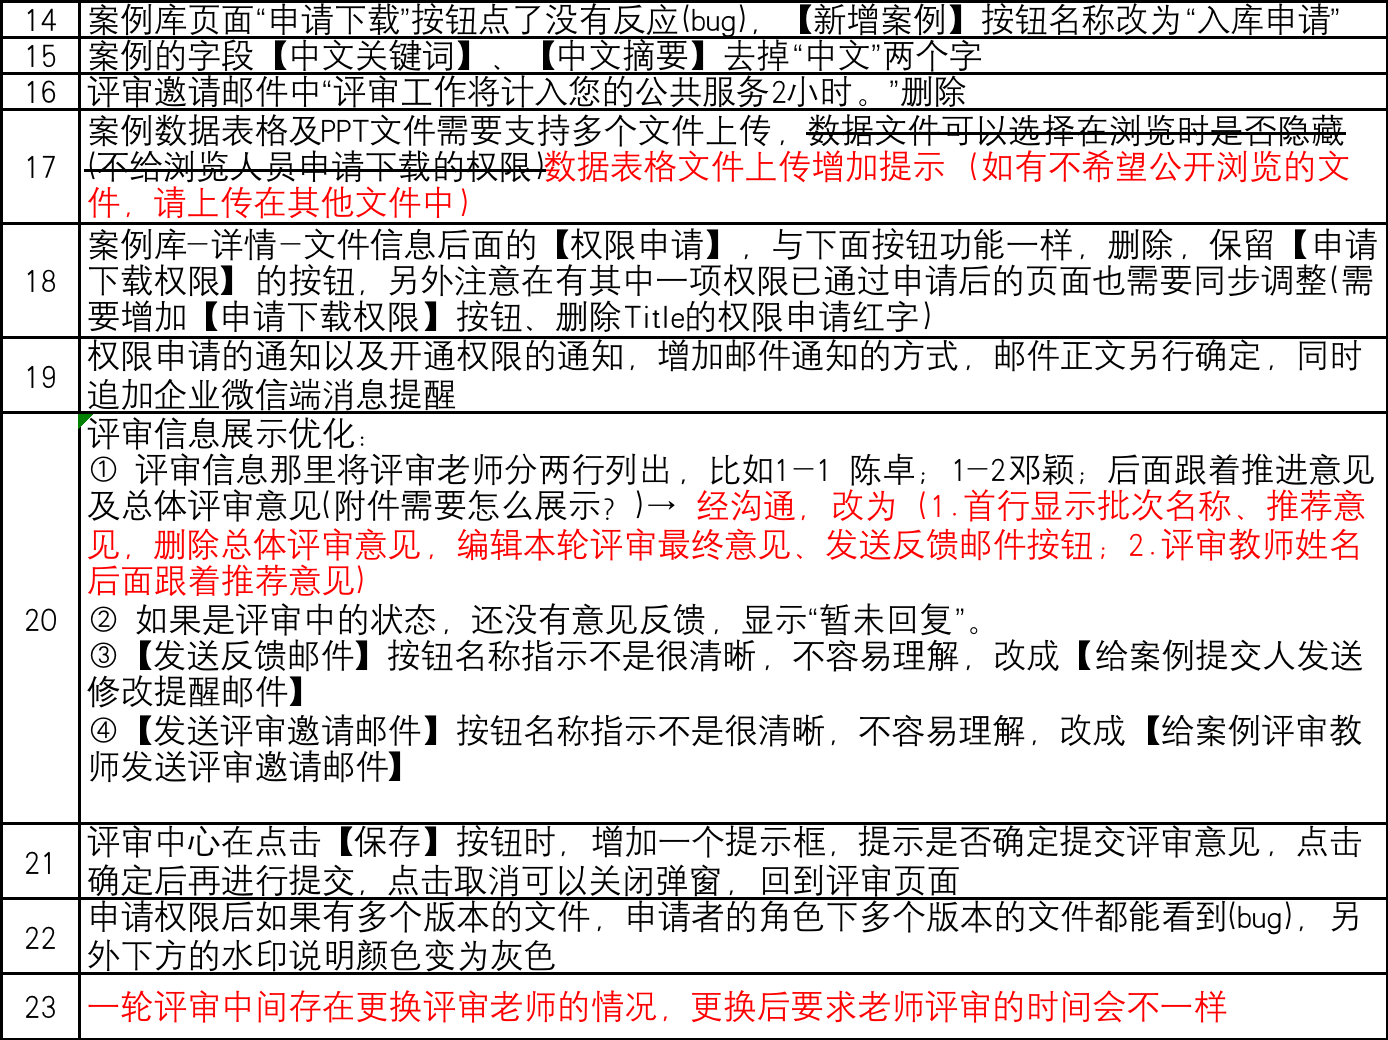 14 案例库页面“申请下载”按钮点了没有反应(bug)，【新增案例】按钮名称改为“入库申请”
15 案例的字段【中文关键词】、【中文摘要】去掉“中文”两个字
16 评审邀请邮件中“评审工作将计入您的公共服务2小时。”删除
案例数据表格及PPT文件需要支持多个文件上传，数据文件可以选择在浏览时是否隐藏
17 (不给浏览人员申请下载的权限)数据表格文件上传增加提示（如有不希望公开浏览的文
件，请上传在其他文件中）
案例库-详情-文件信息后面的【权限申请】，与下面按钮功能一样，删除，保留【申请
18 下载权限】的按钮，另外注意在有其中一项权限已通过申请后的页面也需要同步调整(需
要增加【申请下载权限】按钮、删除Title的权限申请红字)
19 权限申请的通知以及开通权限的通知，增加邮件通知的方式，邮件正文另行确定，同时
追加企业微信端消息提醒
评审信息展示优化：
① 评审信息那里将评审老师分两行列出，比如1-1 陈卓；1-2邓颖；后面跟着推进意见
及总体评审意见(附件需要怎么展示？)→ 经沟通，改为（1.首行显示批次名称、推荐意
见，删除总体评审意见，编辑本轮评审最终意见、发送反馈邮件按钮；2.评审教师姓名
后面跟着推荐意见)
20 ② 如果是评审中的状态，还没有意见反馈，显示“暂未回复”。
③【发送反馈邮件】按钮名称指示不是很清晰，不容易理解，改成【给案例提交人发送
修改提醒邮件】
④【发送评审邀请邮件】按钮名称指示不是很清晰，不容易理解，改成【给案例评审教
师发送评审邀请邮件】
21 评审中心在点击【保存】按钮时，增加一个提示框，提示是否确定提交评审意见，点击
确定后再进行提交，点击取消可以关闭弹窗，回到评审页面
22 申请权限后如果有多个版本的文件，申请者的角色下多个版本的文件都能看到(bug)，另
外下方的水印说明颜色变为灰色
23 一轮评审中间存在更换评审老师的情况，更换后要求老师评审的时间会不一样